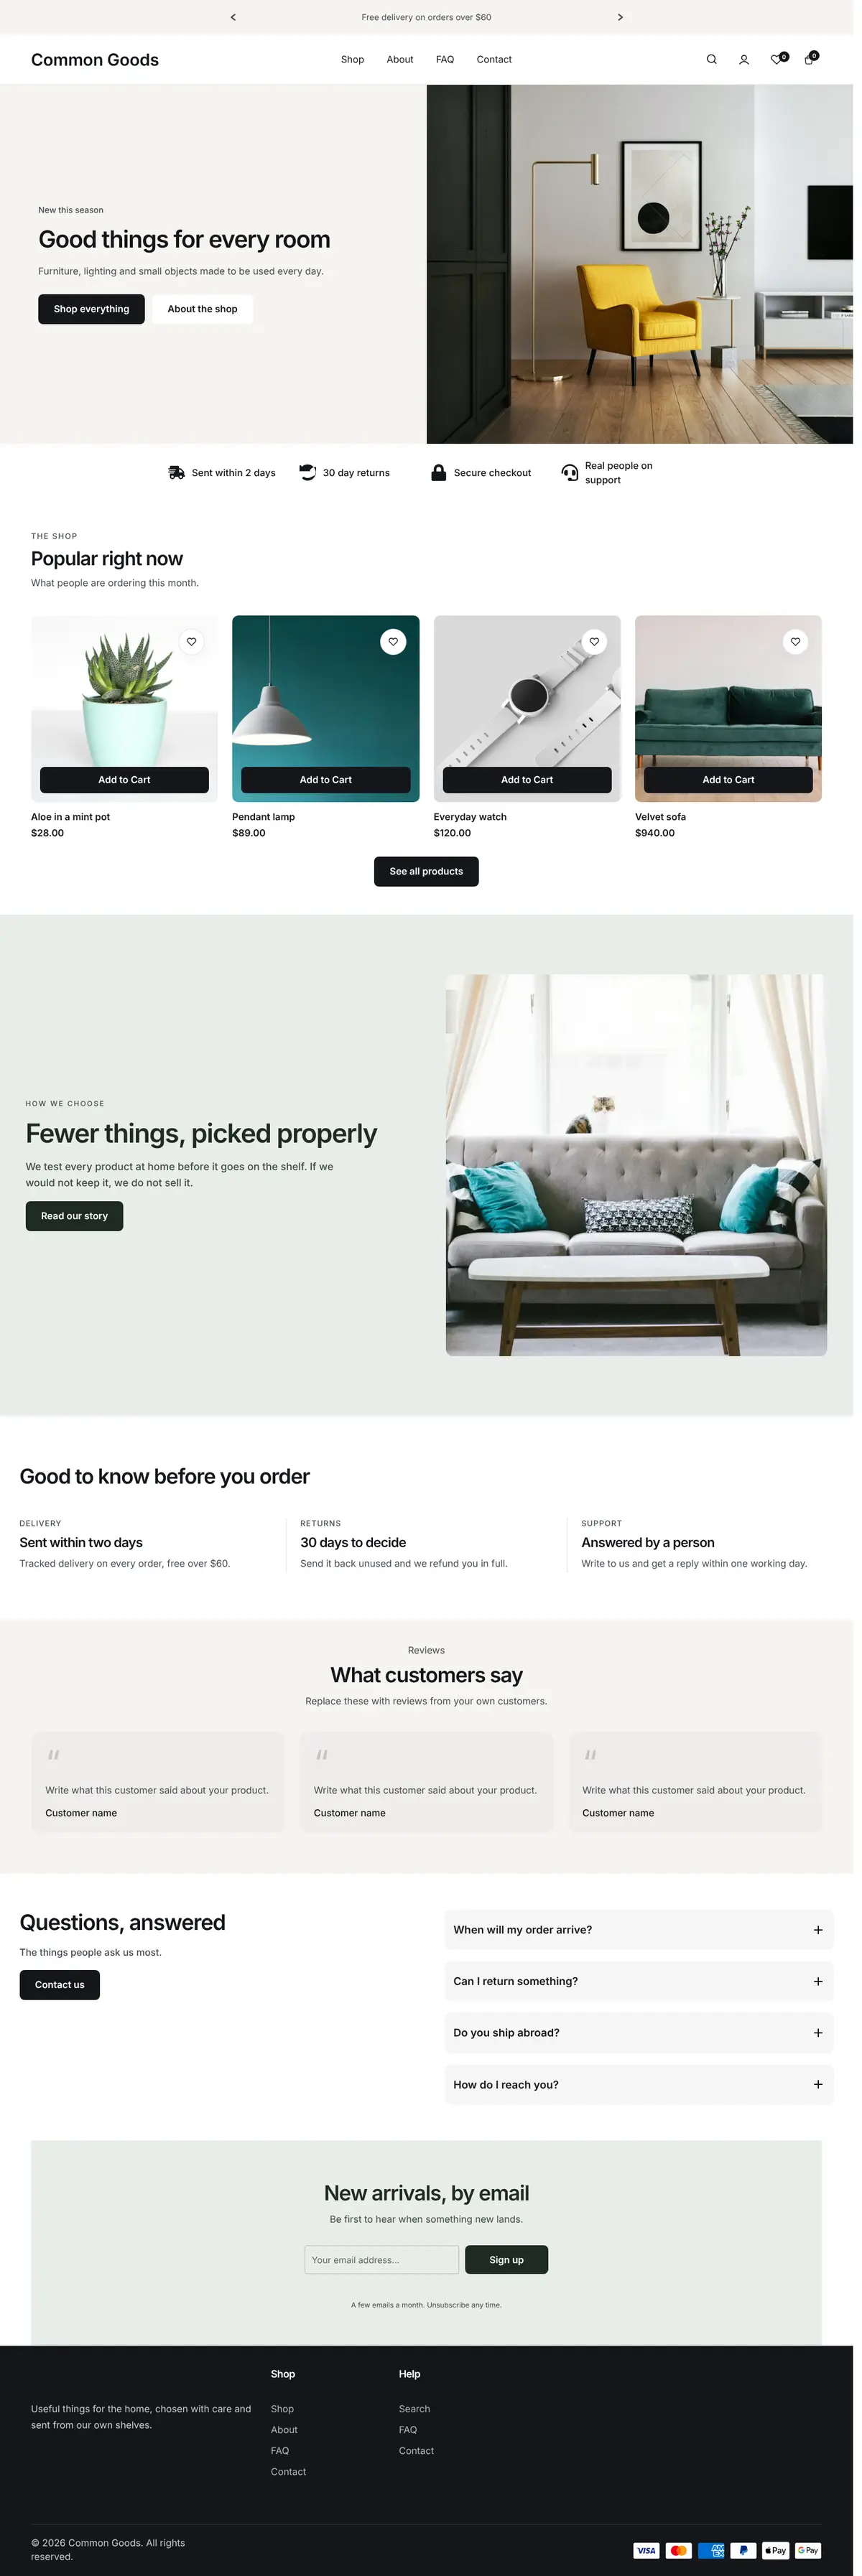 Free delivery on orders over $60
Common Goods
Shop
About
FAQ
Contact
0
0
New this season
Good things for every room
Furniture, lighting and small objects made to be used every day.
Shop everything
About the shop
Sent within 2 days
30 day returns
Secure checkout
Real people on
support
THE SHOP
Popular right now
What people are ordering this month.
Add to Cart
Add to Cart
Add to Cart
Add to Cart
Aloe in a mint pot
$28.00
Pendant lamp
$89.00
Everyday watch
$120.00
Velvet sofa
$940.00
See all products
HOW WE CHOOSE
Fewer things, picked properly
We test every product at home before it goes on the shelf. If we
would not keep it, we do not sell it.
Read our story
Good to know before you order
DELIVERY
Sent within two days
Tracked delivery on every order, free over $60.
RETURNS
30 days to decide
Send it back unused and we refund you in full.
SUPPORT
Answered by a person
Write to us and get a reply within one working day.
Reviews
What customers say
Replace these with reviews from your own customers.
"
Write what this customer said about your product.
Customer name
"
Write what this customer said about your product.
Customer name
"
Write what this customer said about your product.
Customer name
Questions, answered
The things people ask us most.
Contact us
When will my order arrive?
Can I return something?
Do you ship abroad?
How do I reach you?
New arrivals, by email
Be first to hear when something new lands.
Your email address...
Sign up
A few emails a month. Unsubscribe any time.
Useful things for the home, chosen with care and
sent from our own shelves.
Shop
Shop
About
FAQ
Contact
Help
Search
FAQ
Contact
© 2026 Common Goods. All rights
reserved.
VISA
AMEX
Pay
G Pay